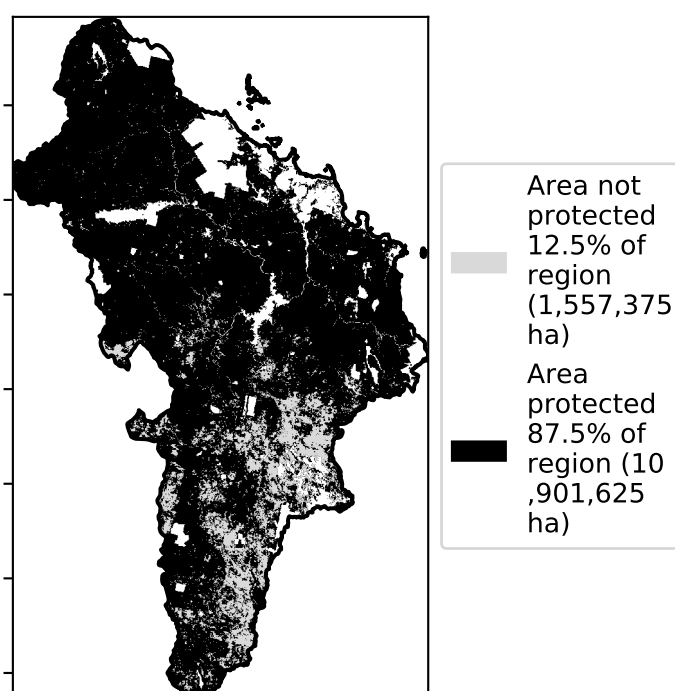 Area not
protected
12.5% of
region
(1,557,375
ha)
Area
protected
87.5% of
region (10
,901,625
ha)